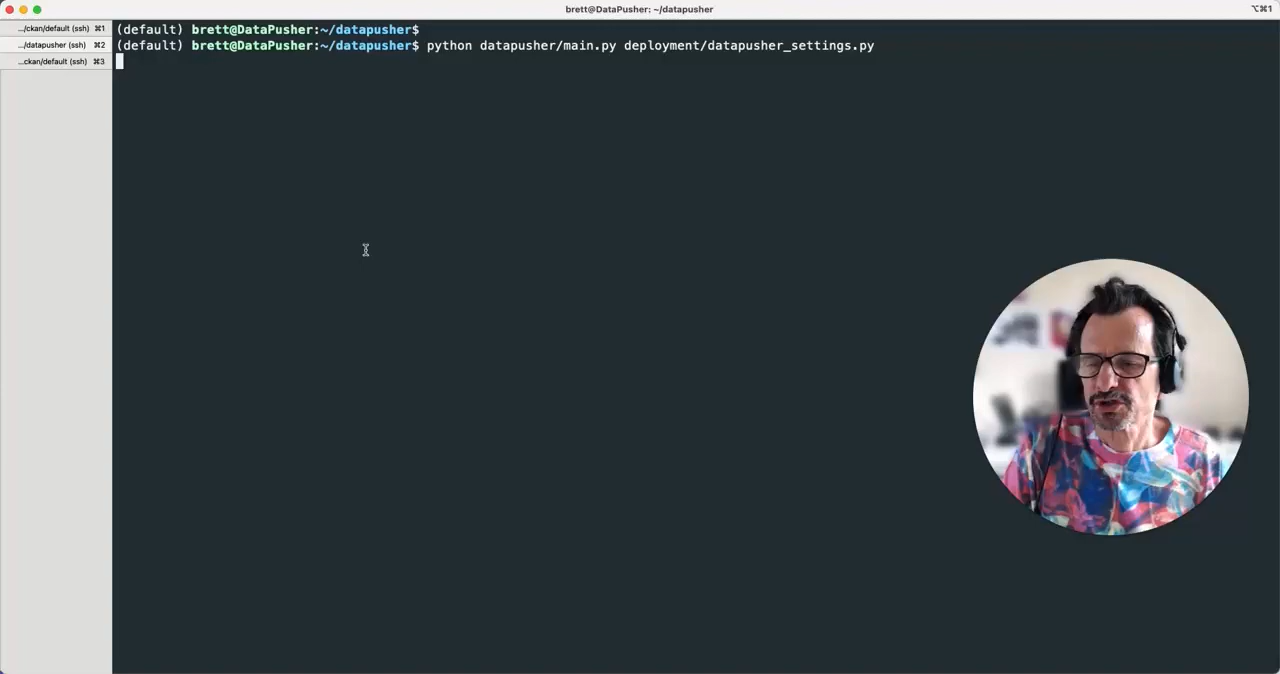 brett@DataPusher: ~/datapusher
⌥⌘1
.../ckan/default (ssh) ⌘1
.../datapusher (ssh) ⌘2
...ckan/default (ssh) ⌘3
(default) brett@DataPusher:~/datapusher$
(default) brett@DataPusher:~/datapusher$ python datapusher/main.py deployment/datapusher_settings.py